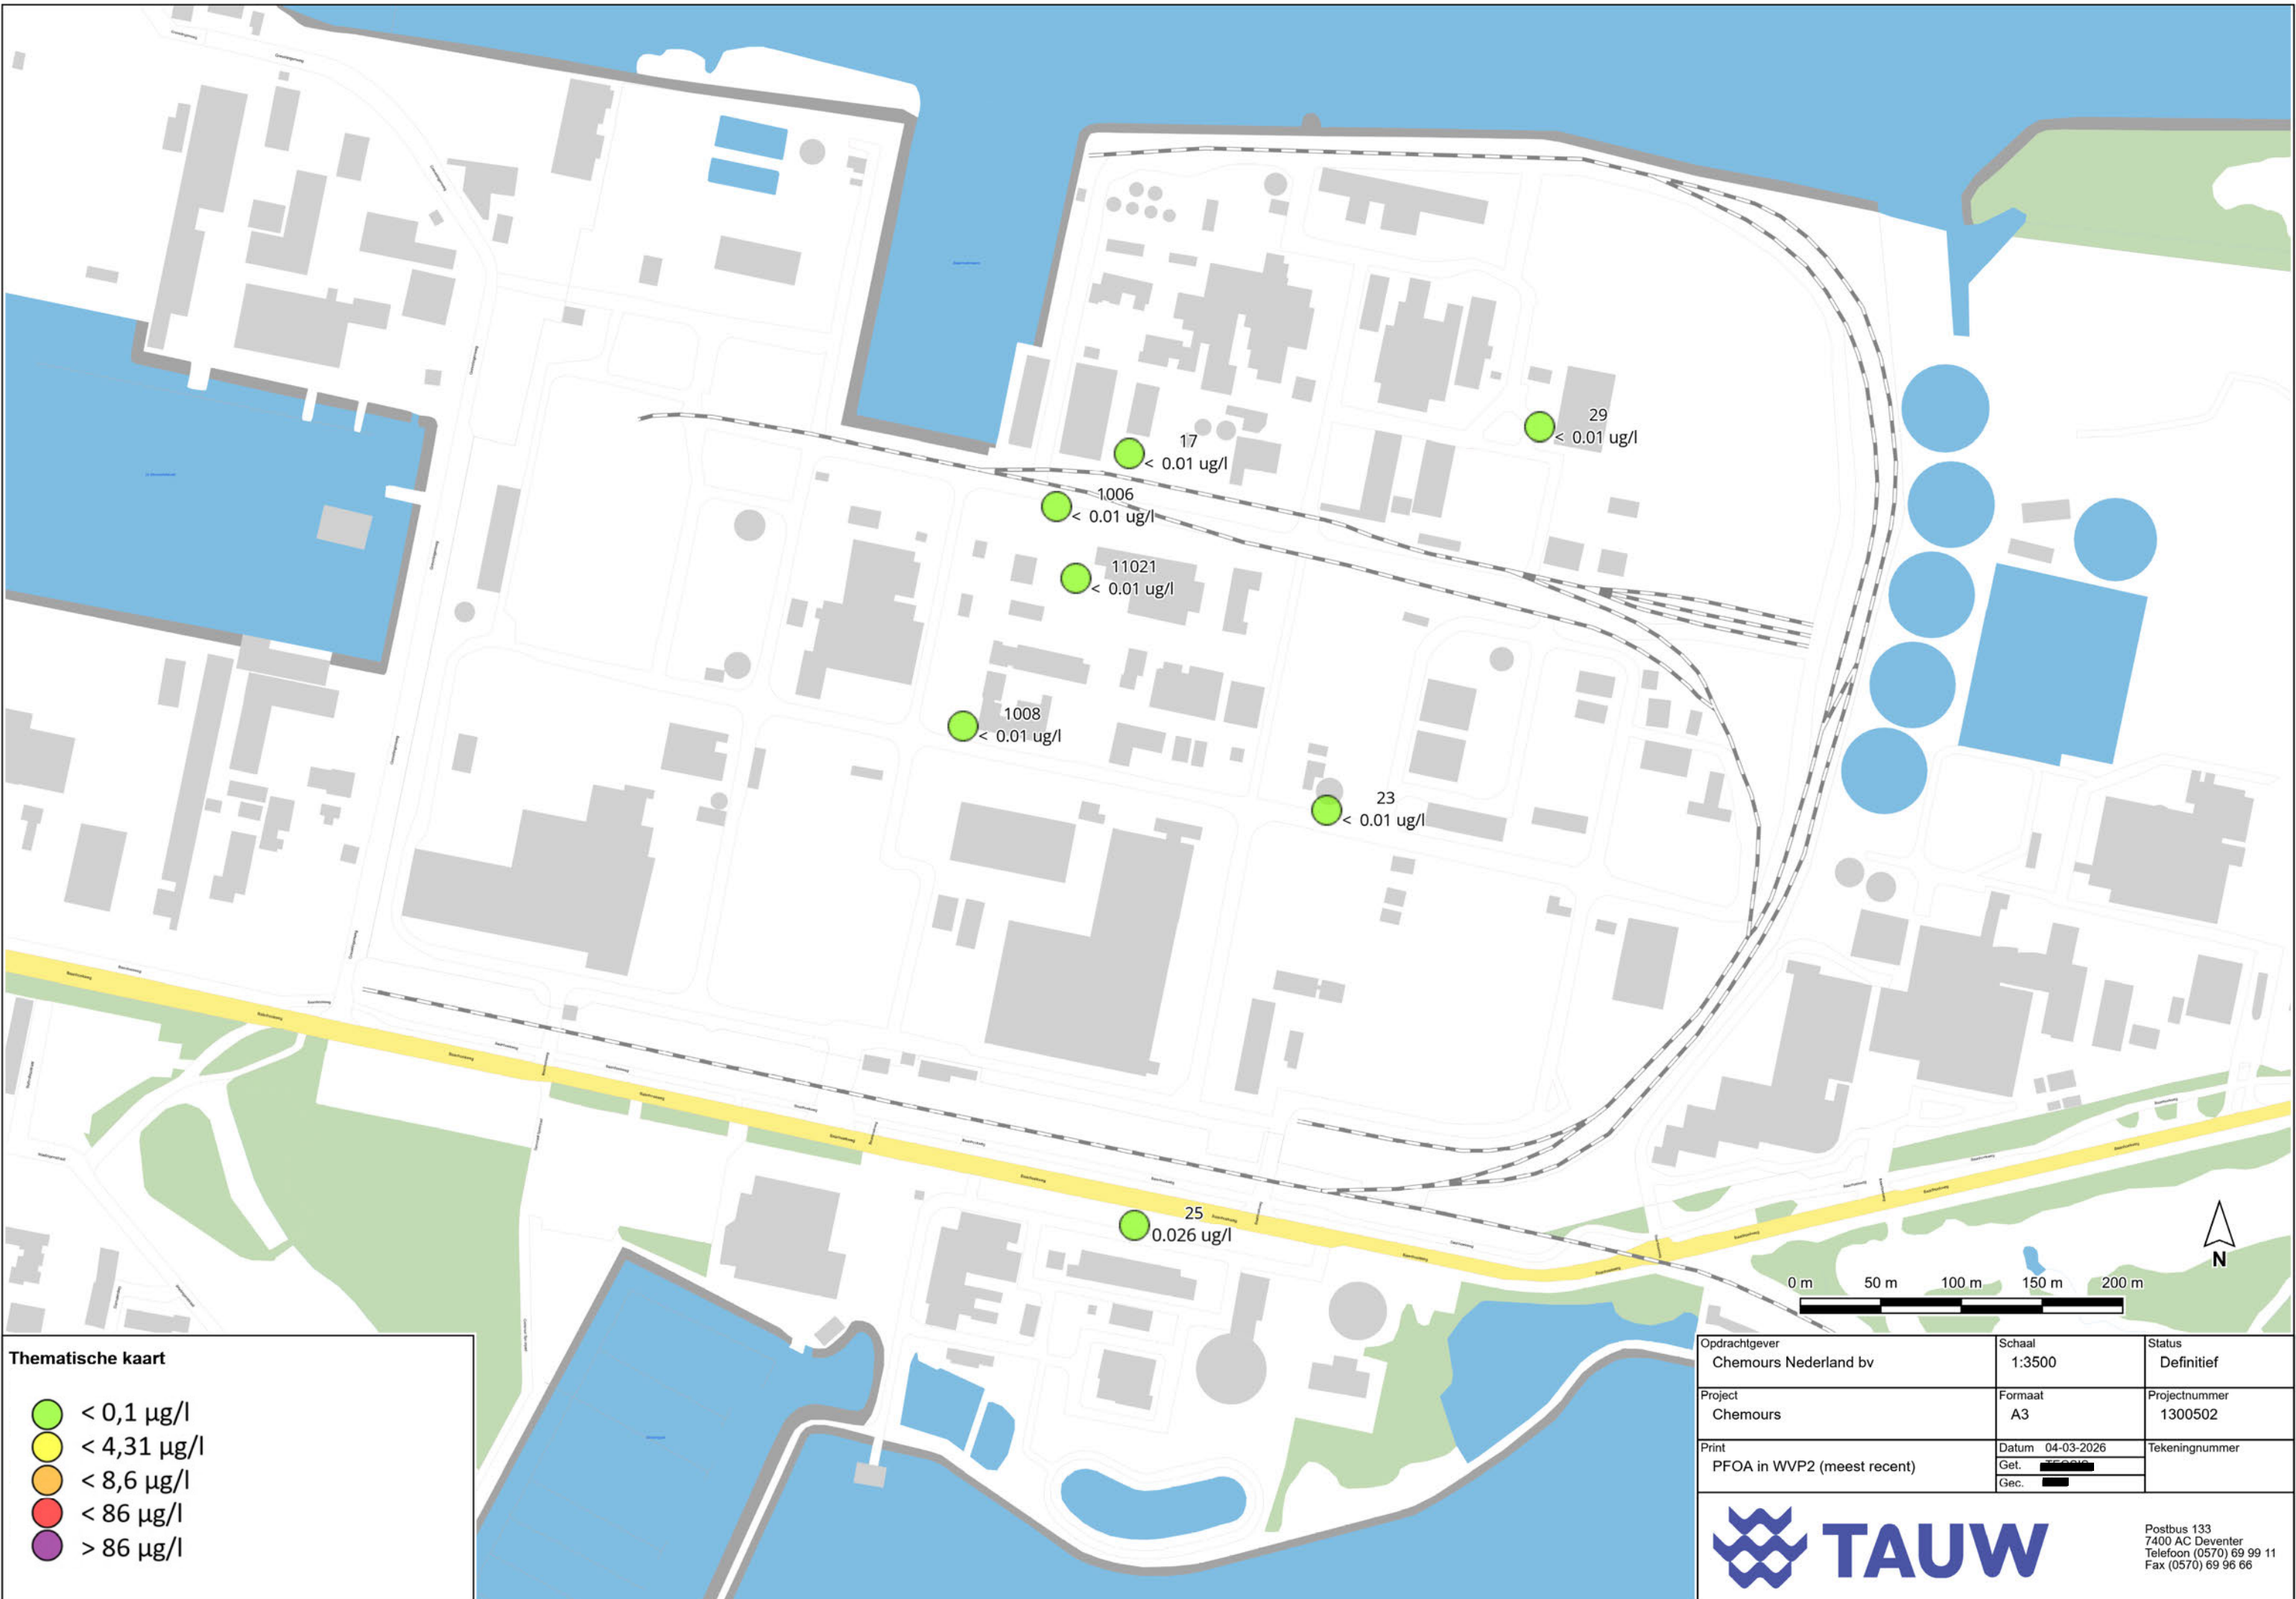 17
< 0.01 ug/l
29
< 0.01 ug/l
1006
< 0.01 ug/l
11021
< 0.01 ug/l
1008
< 0.01 ug/l
23
< 0.01 ug/l
25
0.026 ug/l
N
0 m 50 m 100 m 150 m 200 m
Thematische kaart
< 0,1 µg/l
< 4,31 µg/l
< 8,6 µg/l
< 86 µg/l
> 86 µg/l
Opdrachtgever
Chemours Nederland bv
Schaal
1:3500
Status
Definitief
Project
Chemours
Formaat
A3
Projectnummer
1300502
Print
PFOA in WVP2 (meest recent)
Datum 04-03-2026
Get.
Gec.
Tekeningnummer
TAUW
Postbus 133
7400 AC Deventer
Telefoon (0570) 69 99 11
Fax (0570) 69 96 66